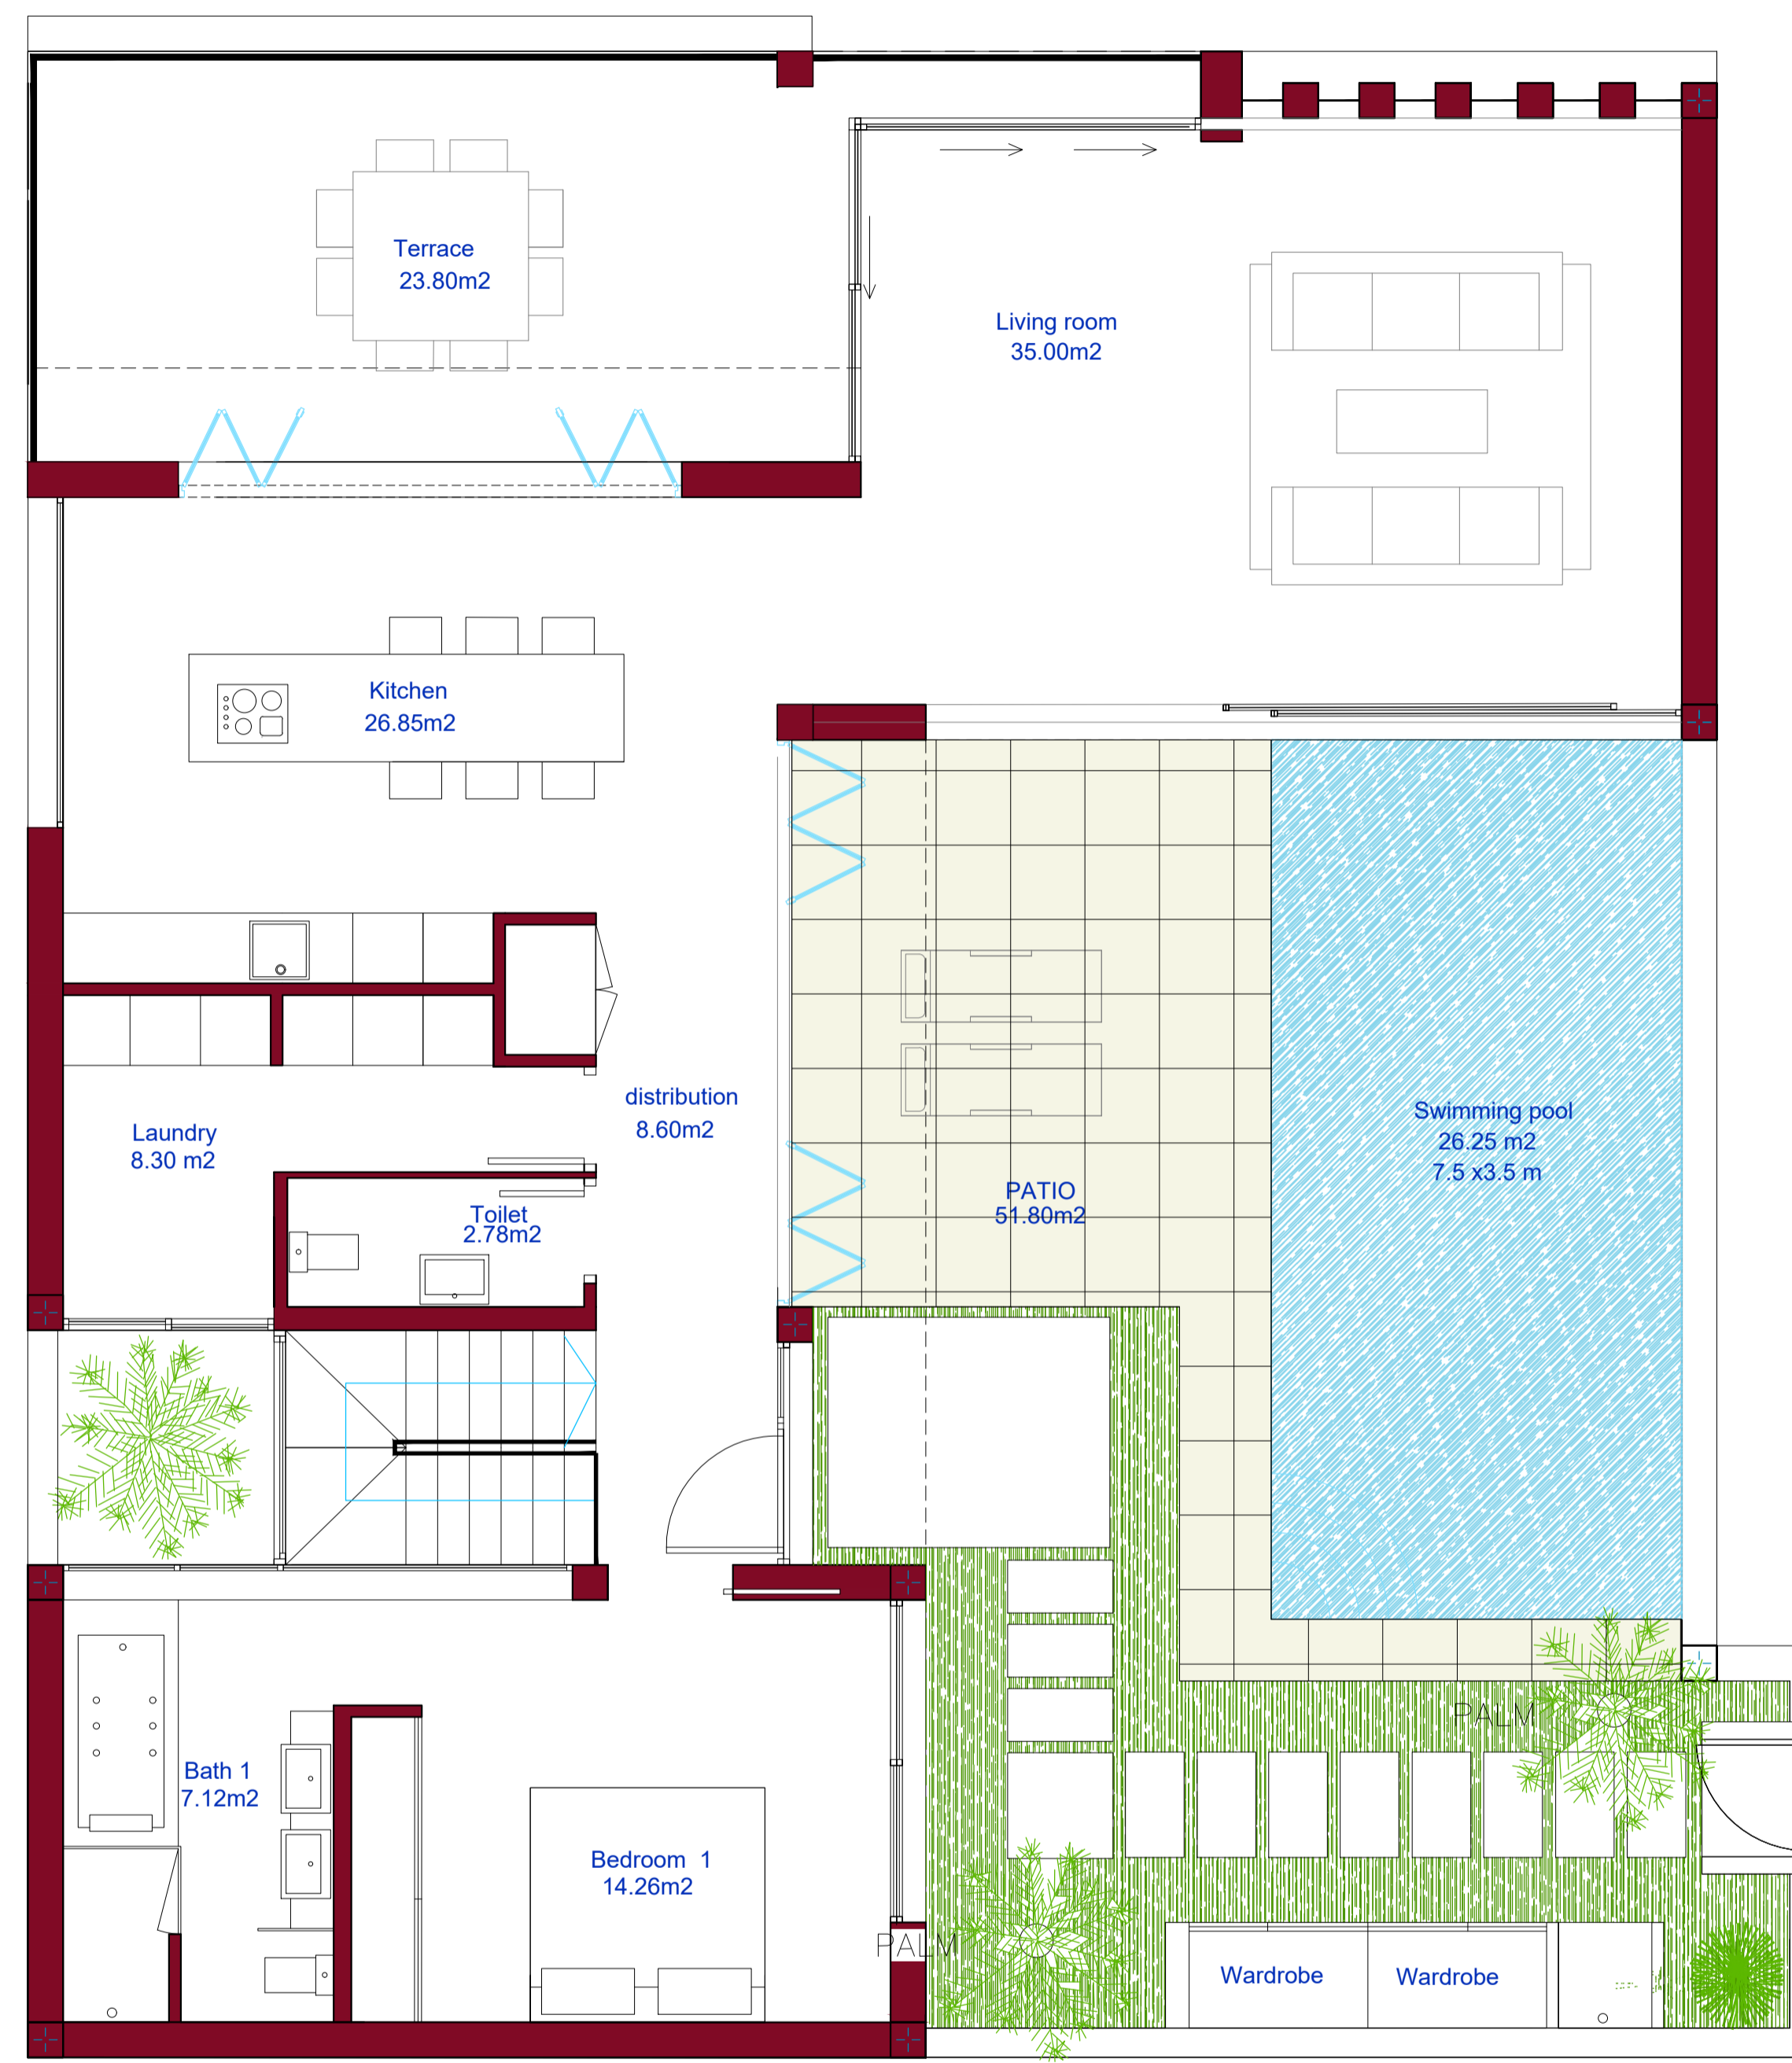 Terrace
23.80m2
Living room
35.00m2
Kitchen
26.85m2
distribution
8.60m2
Laundry
8.30 m2
Toilet
2.78m2
PATIO
51.80m2
Swimming pool
26.25 m2
7.5 x3.5 m
PALM
Bath 1
7.12m2
Bedroom 1
14.26m2
PALM
Wardrobe
Wardrobe